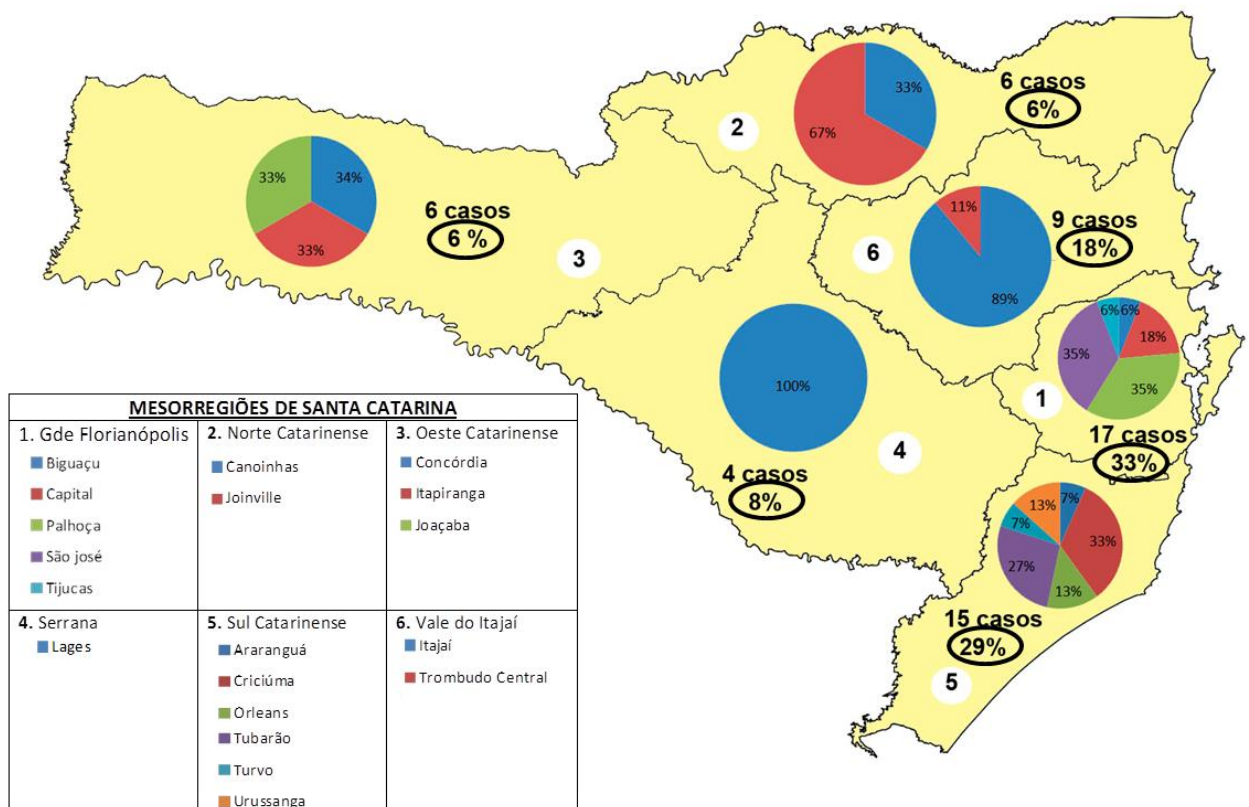 6 casos
6%
33%
67%
2
33%
34%
33%
6 casos
6 %
3
9 casos
18%
11%
89%
6
6%
6%
18%
35%
35%
1
17 casos
33%
100%
4
4 casos
8%
7%
13%
33%
7%
27%
13%
15 casos
29%
5
MESORREGIÕES DE SANTA CATARINA
1. Gde Florianópolis
Biguaçu
Capital
Palhoça
São josé
Tijucas
2. Norte Catarinense
Canoinhas
Joinville
3. Oeste Catarinense
Concórdia
Itapiranga
Joaçaba
4. Serrana
Lages
5. Sul Catarinense
Araranguá
Criciúma
Orleans
Tubarão
Turvo
Urussanga
6. Vale do Itajaí
Itajaí
Trombudo Central